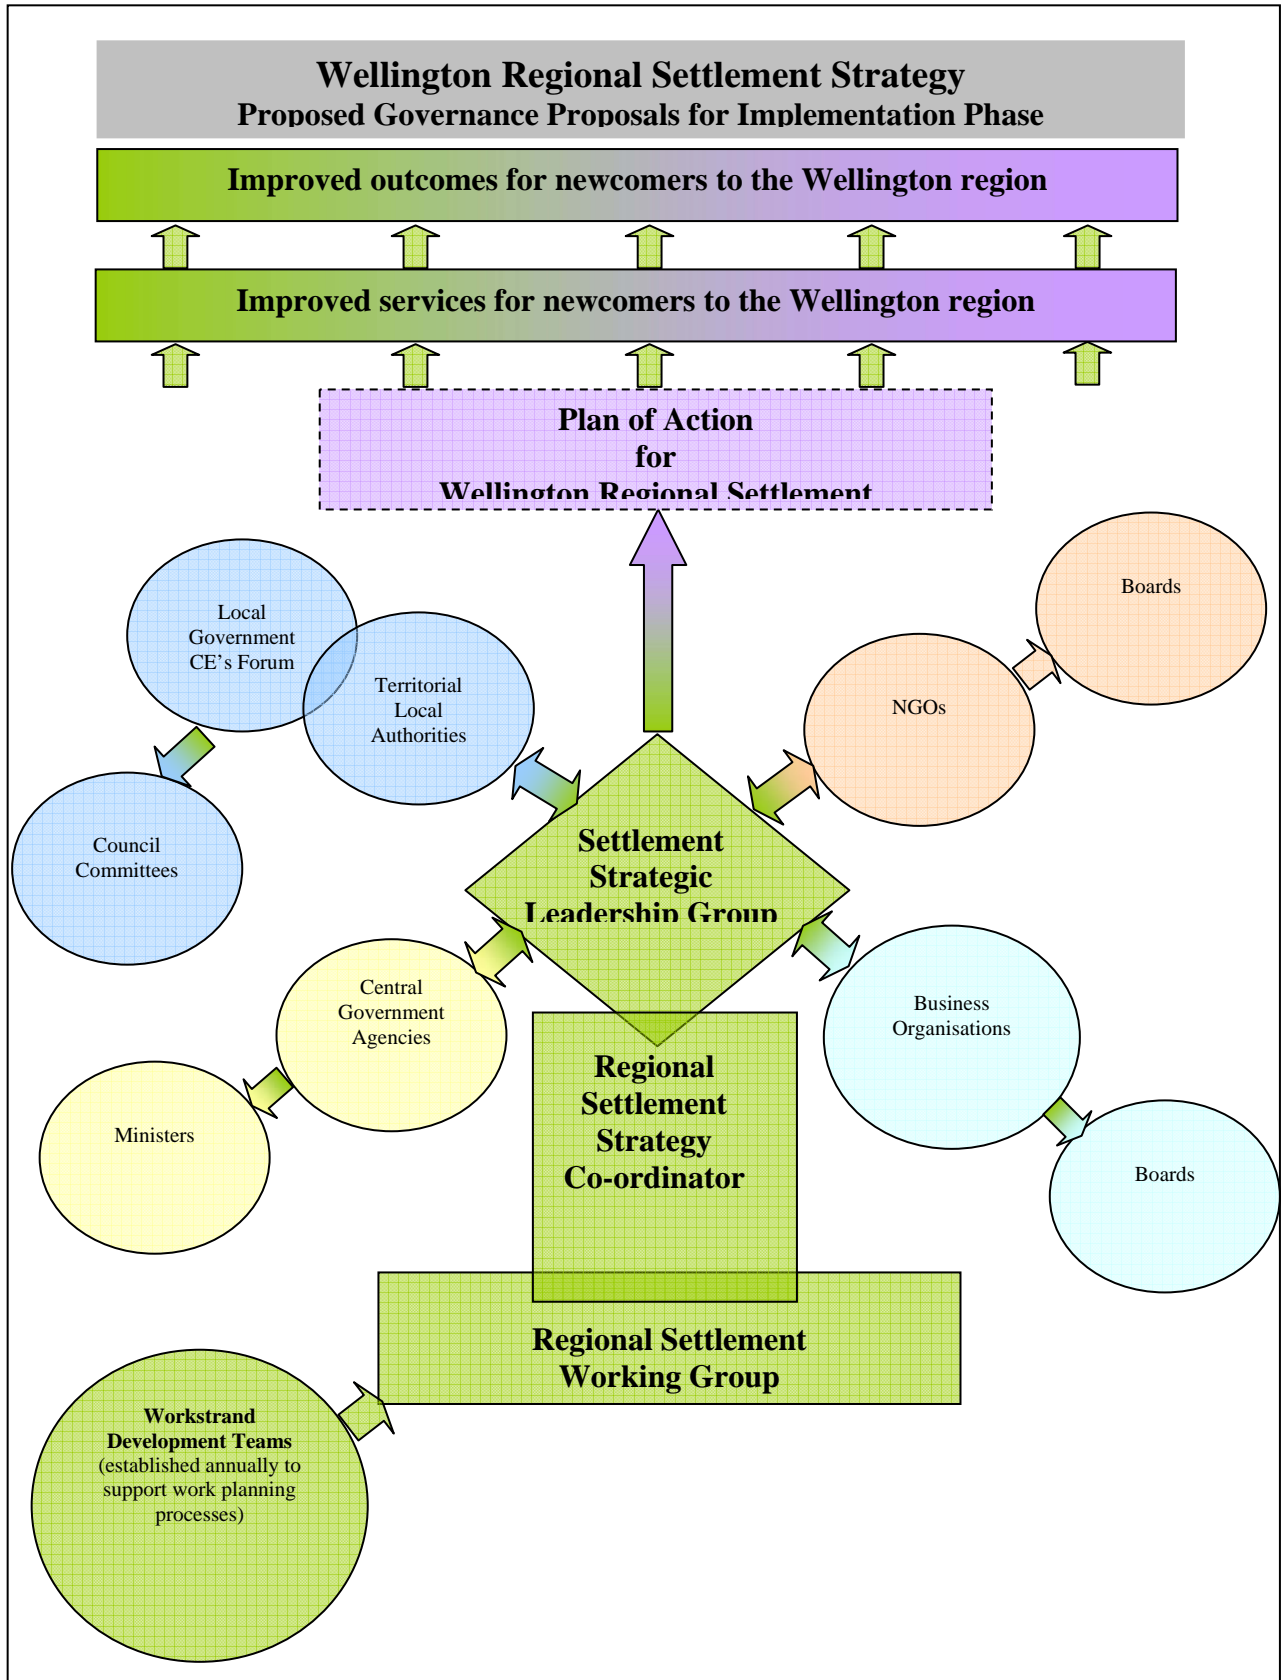 Wellington Regional Settlement Strategy
Proposed Governance Proposals for Implementation Phase
Improved outcomes for newcomers to the Wellington region
Improved services for newcomers to the Wellington region
Plan of Action
for
Wellington Regional Settlement
Local
Government
CE's Forum
Territorial
Local
Authorities
Council
Committees
Boards
NGOs
Settlement
Strategic
Leadership Group
Central
Government
Agencies
Ministers
Business
Organisations
Boards
Regional
Settlement
Strategy
Co-ordinator
Regional Settlement
Working Group
Workstrand
Development Teams
(established annually to
support work planning
processes)